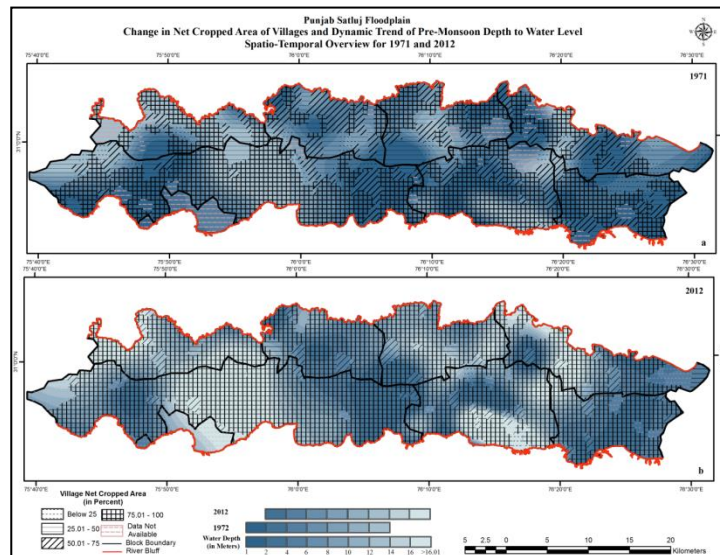 Punjab Satluj Floodplain
Change in Net Cropped Area of Villages and Dynamic Trend of Pre-Monsoon Depth to Water Level
Spatio-Temporal Overview for 1971 and 2012
75°40'0"E 75°50'0"E 76°0'0"E 76°10'0"E 76°20'0"E 76°30'0"E
1971
31°0'0"N
a
75°40'0"E 75°50'0"E 76°0'0"E 76°10'0"E 76°20'0"E 76°30'0"E
2012
31°0'0"N
b
75°40'0"E 75°50'0"E 76°0'0"E 76°10'0"E 76°20'0"E 76°30'0"E
Village Net Cropped Area
(in Percent)
Below 25
25.01 - 50
50.01 - 75
75.01 - 100
Data Not
Available
Block Boundary
River Bluff
2012
1972
Water Depth
(in Meters)
1 2 4 6 8 10 12 14 16 >16.01
5 2.5 0 5 10 15 20
Kilometers